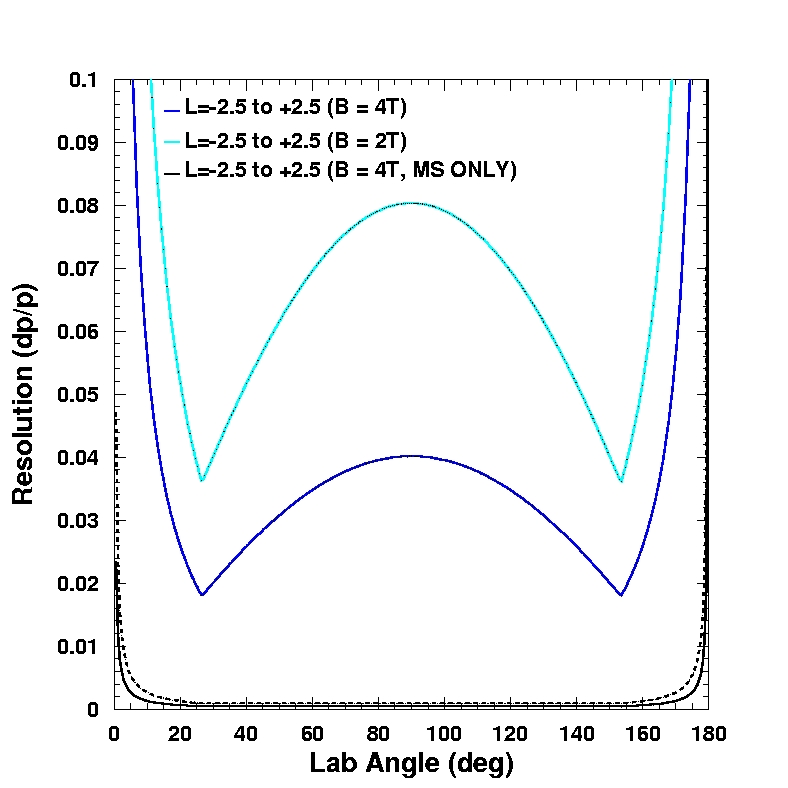 0.1
0.09
0.08
0.07
0.06
0.05
0.04
0.03
0.02
0.01
0
L=-2.5 to +2.5 (B = 4T)
L=-2.5 to +2.5 (B = 2T)
L=-2.5 to +2.5 (B = 4T, MS ONLY)
Resolution (dp/p)
0 20 40 60 80 100 120 140 160 180
Lab Angle (deg)